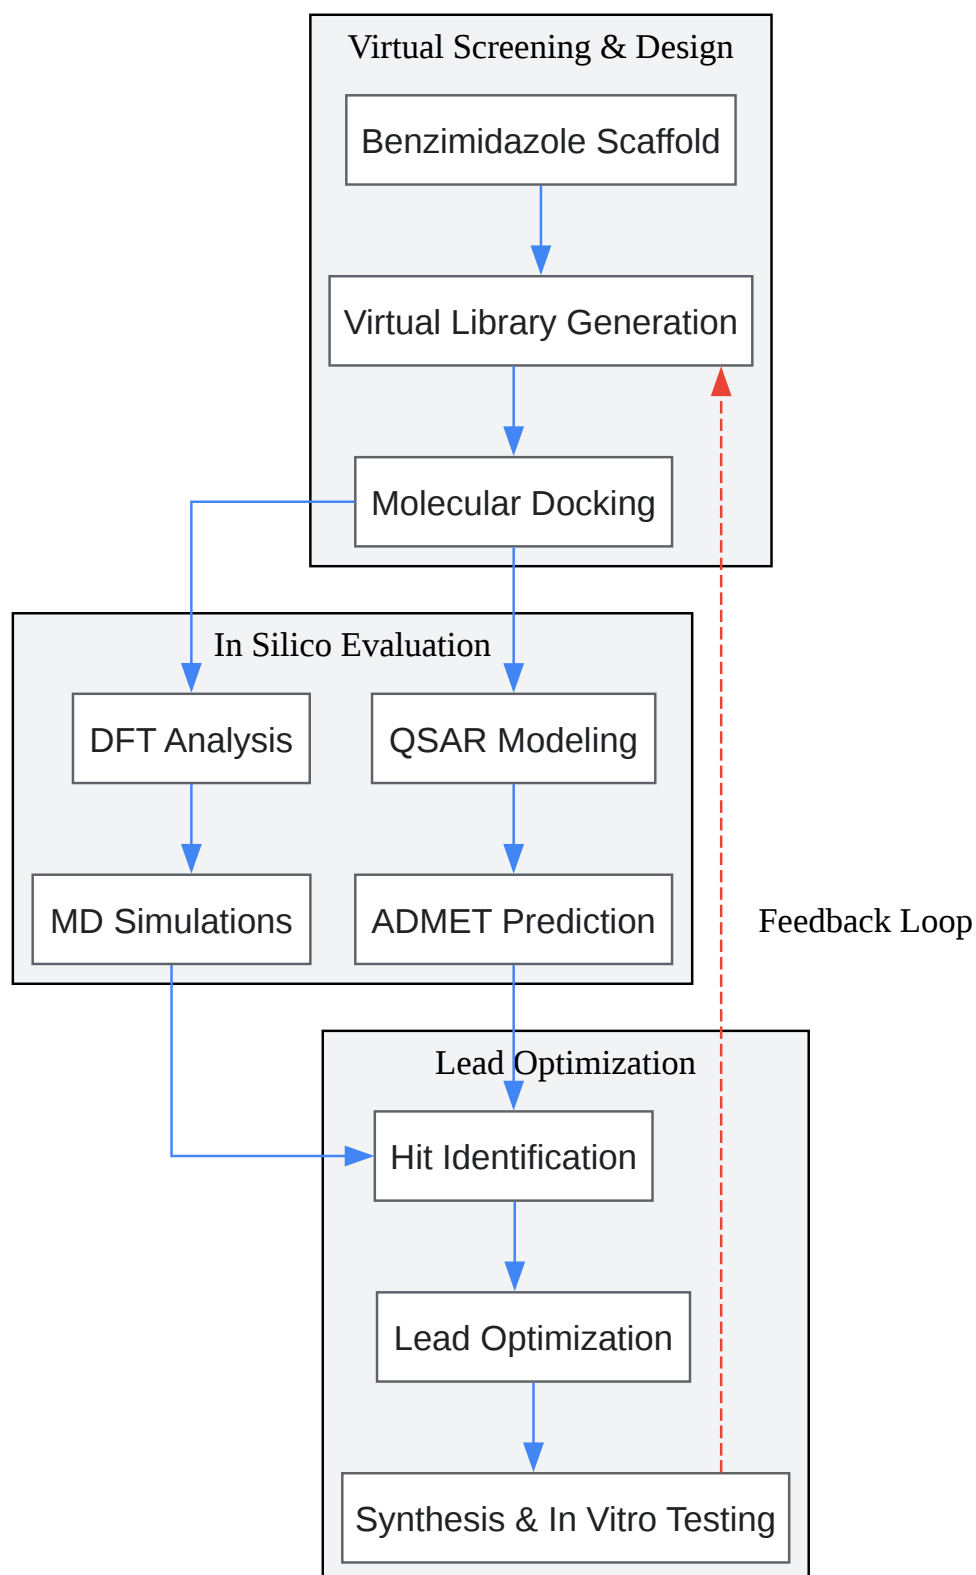 Virtual Screening & Design
Benzimidazole Scaffold
Virtual Library Generation
Molecular Docking
In Silico Evaluation
DFT Analysis
QSAR Modeling
MD Simulations
ADMET Prediction
Feedback Loop
Lead Optimization
Hit Identification
Lead Optimization
Synthesis & In Vitro Testing